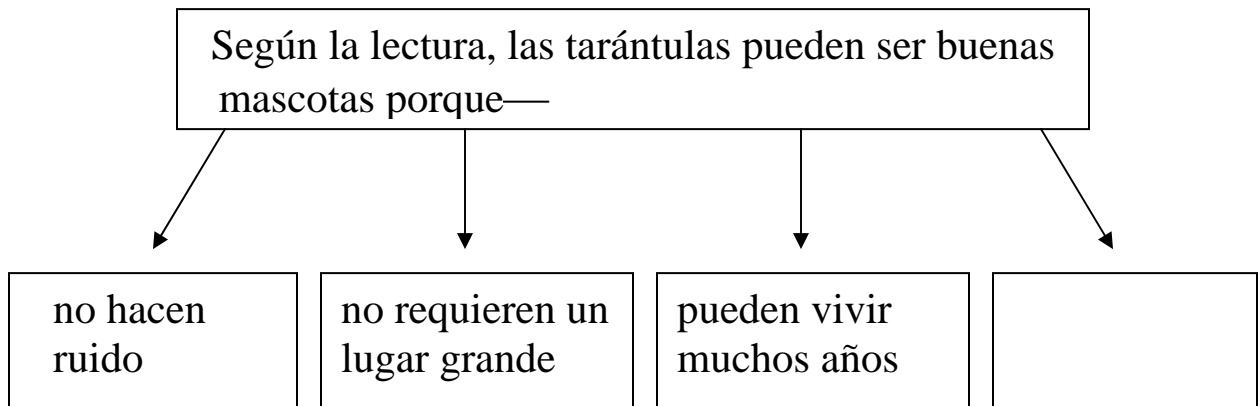 Según la lectura, las tarántulas pueden ser buenas
mascotas porque—
no hacen
ruido
no requieren un
lugar grande
pueden vivir
muchos años